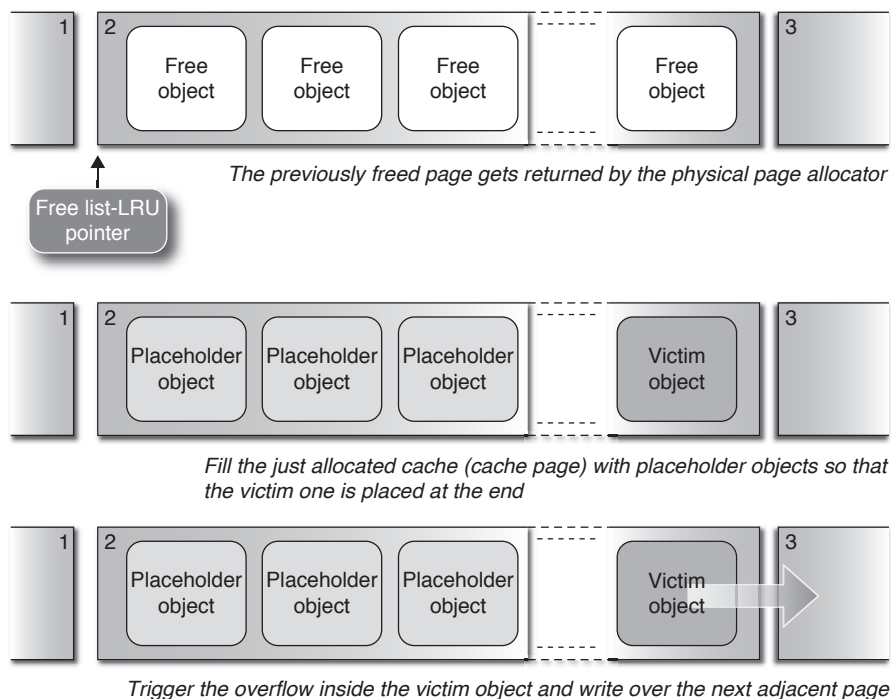 1
2
Free
object
Free
object
Free
object
Free
object
3
The previously freed page gets returned by the physical page allocator
Free list-LRU
pointer
1
2
Placeholder
object
Placeholder
object
Placeholder
object
Victim
object
3
Fill the just allocated cache (cache page) with placeholder objects so that
the victim one is placed at the end
1
2
Placeholder
object
Placeholder
object
Placeholder
object
Victim
object
3
Trigger the overflow inside the victim object and write over the next adjacent page